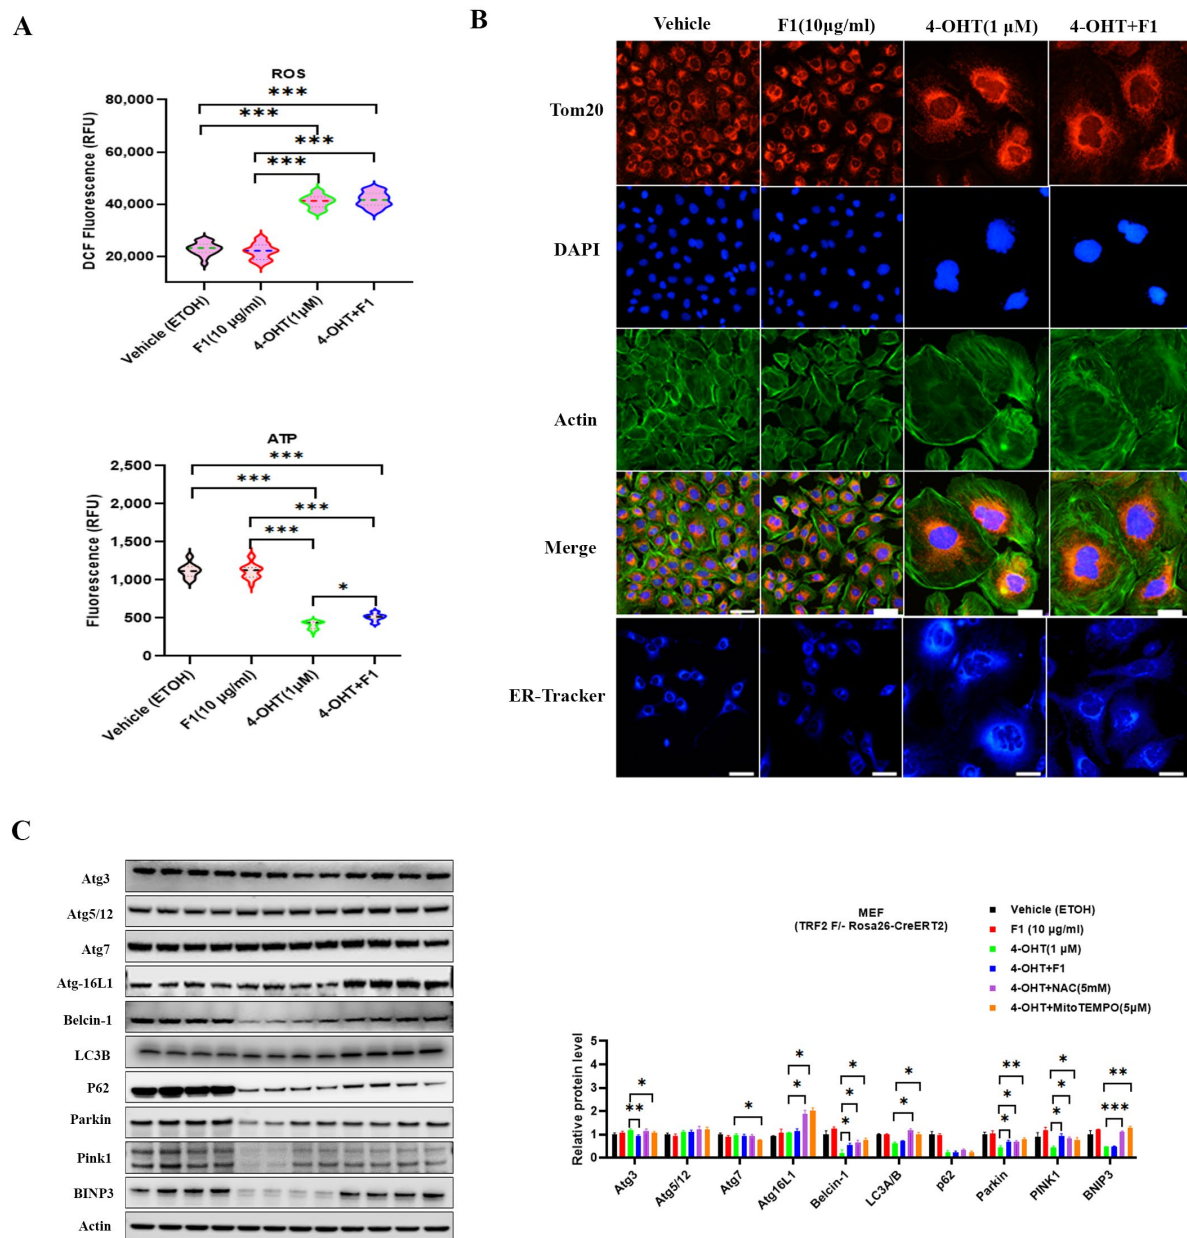 A
ROS
***
***
***
***
80,000
60,000
40,000
20,000
DCF Fluorescence (RFU)
Vehicle (ETOH)
F1(10 µg/ml)
4-OHT(1µM)
4-OHT+F1
ATP
***
***
***
***
*
2,500
2,000
1,500
1,000
500
0
Fluorescence (RFU)
Vehicle (ETOH)
F1(10 µg/ml)
4-OHT(1µM)
4-OHT+F1
B
Vehicle
F1(10µg/ml)
4-OHT(1 µM)
4-OHT+F1
Tom20
DAPI
Actin
Merge
ER-Tracker
C
Atg3
Atg5/12
Atg7
Atg-16L1
Belcin-1
LC3B
P62
Parkin
Pink1
BINP3
Actin
MEF
(TRF2 F/- Rosa26-CreERT2)
Vehicle (ETOH)
F1 (10 µg/ml)
4-OHT(1 µM)
4-OHT+F1
4-OHT+NAC(5mM)
4-OHT+MitoTEMPO(5µM)
Relative protein level
5
4
3
2
1
0
*
**
*
*
*
*
*
*
*
*
**
*
*
*
*
**
***
Atg3
Atg5/12
Atg7
Atg16L1
Belcin-1
LC3A/B
p62
Parkin
PINK1
BNIP3